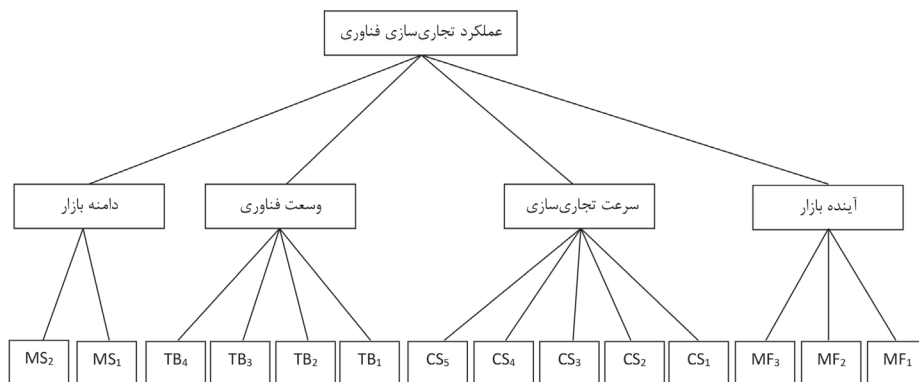 عملکرد تجاری‌سازی فناوری
آینده بازار
سرعت تجاری‌سازی
وسعت فناوری
دامنه بازار
MF₁
MF₂
MF₃
CS₁
CS₂
CS₃
CS₄
CS₅
TB₁
TB₂
TB₃
TB₄
MS₁
MS₂